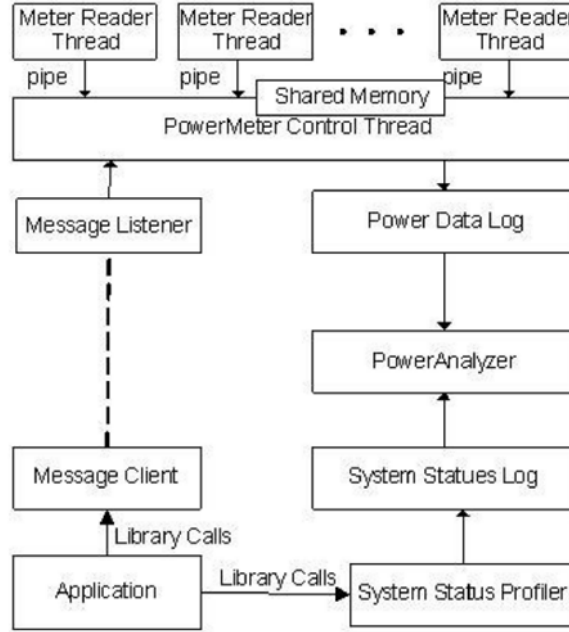 Meter Reader
Thread
Meter Reader
Thread
Meter Reader
Thread
pipe
pipe
pipe
Shared Memory
PowerMeter Control Thread
Message Listener
Power Data Log
PowerAnalyzer
Message Client
System Statues Log
Library Calls
Application
Library Calls
System Status Profiler